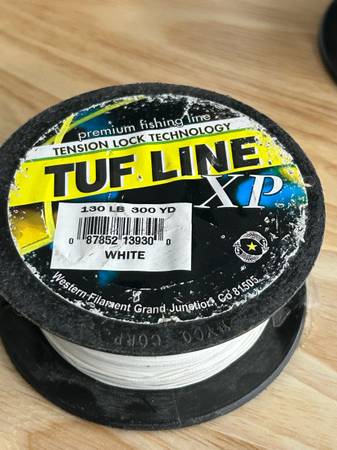 premium fishing line
TENSION LOCK TECHNOLOGY
TUF LINE
XP
130 LB 300 YD
0 87852 13930 0
WHITE
Western Filament Grand Junction, Co 81505
CORP